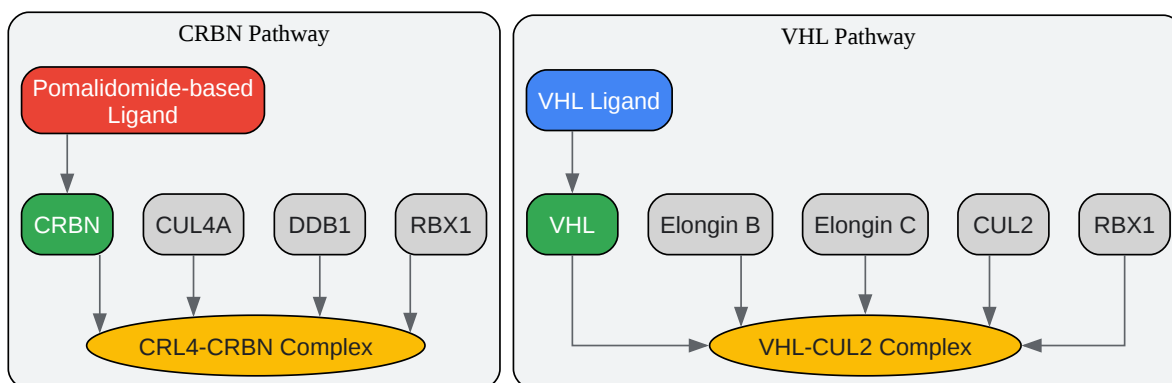 CRBN Pathway
Pomalidomide-based
Ligand
CRBN
CUL4A
DDB1
RBX1
CRL4-CRBN Complex
VHL Pathway
VHL Ligand
VHL
Elongin B
Elongin C
CUL2
RBX1
VHL-CUL2 Complex